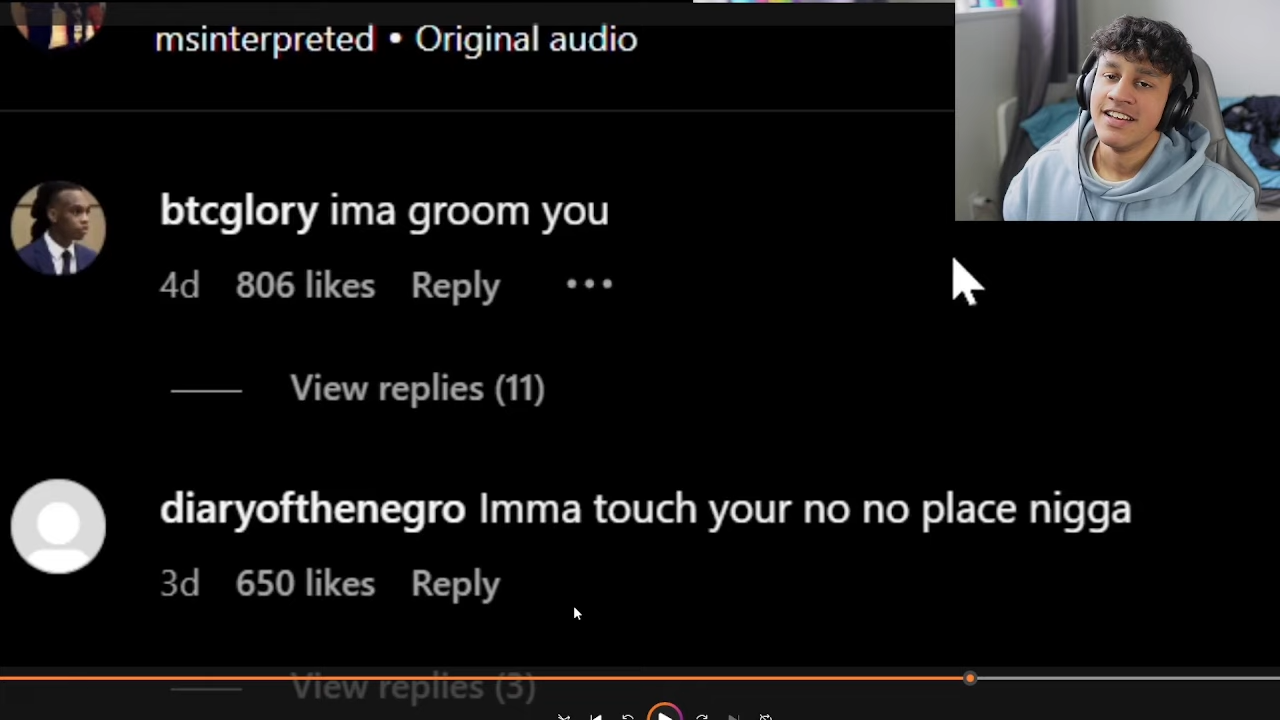 msinterpreted • Original audio
btcglory ima groom you
4d 806 likes Reply •••
View replies (11)
diaryofthenegro Imma touch your no no place nigga
3d 650 likes Reply
View replies (3)